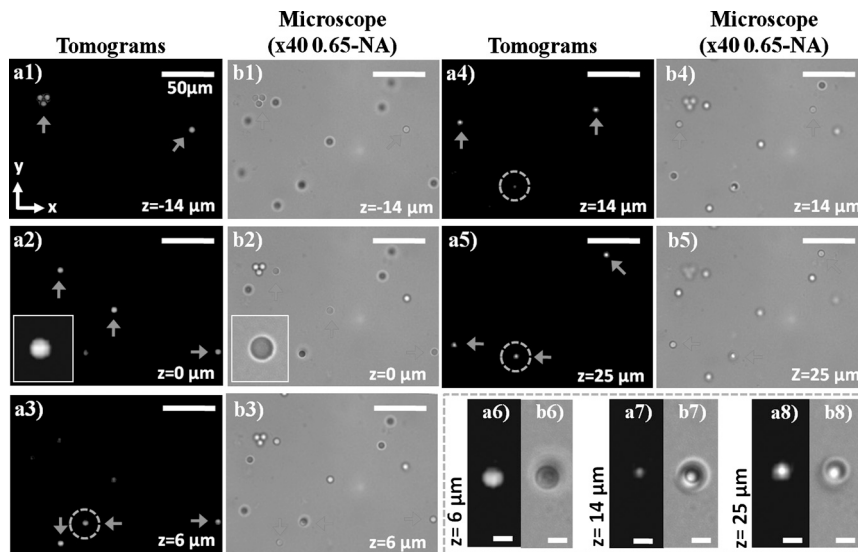 Tomograms
Microscope
(x40 0.65-NA)
Tomograms
Microscope
(x40 0.65-NA)
a1)
50μm
y
x
z=-14 μm
b1)
z=-14 μm
a4)
z=14 μm
b4)
z=14 μm
a2)
z=0 μm
b2)
z=0 μm
a5)
z=25 μm
b5)
Z=25 μm
a3)
z=6 μm
b3)
z=6 μm
z= 6 μm
a6)
b6)
z= 14 μm
a7)
b7)
z= 25 μm
a8)
b8)